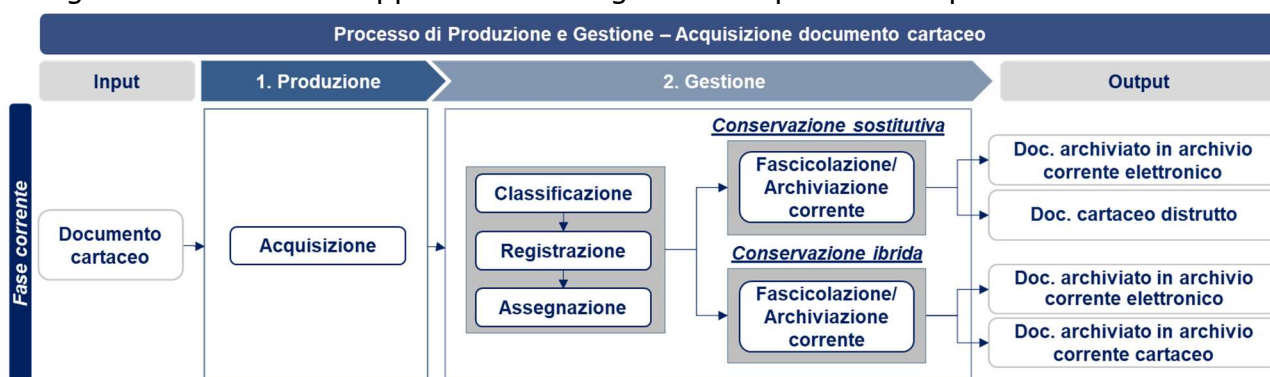 Processo di Produzione e Gestione – Acquisizione documento cartaceo
Input
1. Produzione
2. Gestione
Output
Fase corrente
Documento
cartaceo
Acquisizione
Classificazione
Registrazione
Assegnazione
Conservazione sostitutiva
Fascicolazione/
Archiviazione
corrente
Conservazione ibrida
Fascicolazione/
Archiviazione
corrente
Doc. archiviato in archivio
corrente elettronico
Doc. cartaceo distrutto
Doc. archiviato in archivio
corrente elettronico
Doc. archiviato in archivio
corrente cartaceo